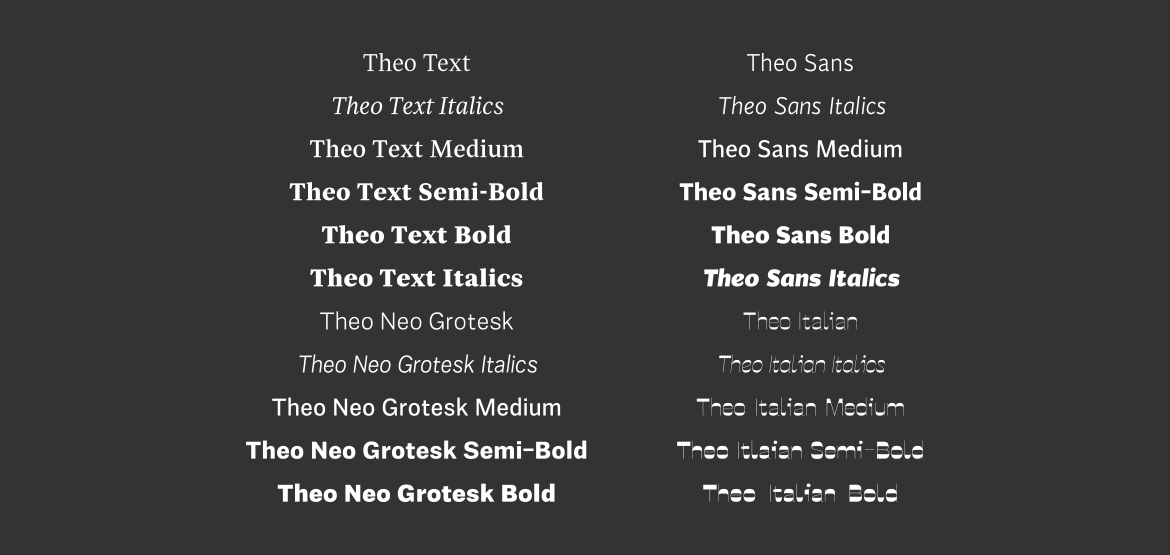 Theo Text
Theo Text Italics
Theo Text Medium
Theo Text Semi-Bold
Theo Text Bold
Theo Text Italics
Theo Neo Grotesk
Theo Neo Grotesk Italics
Theo Neo Grotesk Medium
Theo Neo Grotesk Semi-Bold
Theo Neo Grotesk Bold
Theo Sans
Theo Sans Italics
Theo Sans Medium
Theo Sans Semi-Bold
Theo Sans Bold
Theo Sans Italics
Theo Italian
Theo Italian Italics
Theo Italian Medium
Theo Itlaian Semi-Bold
Theo Italian Bold